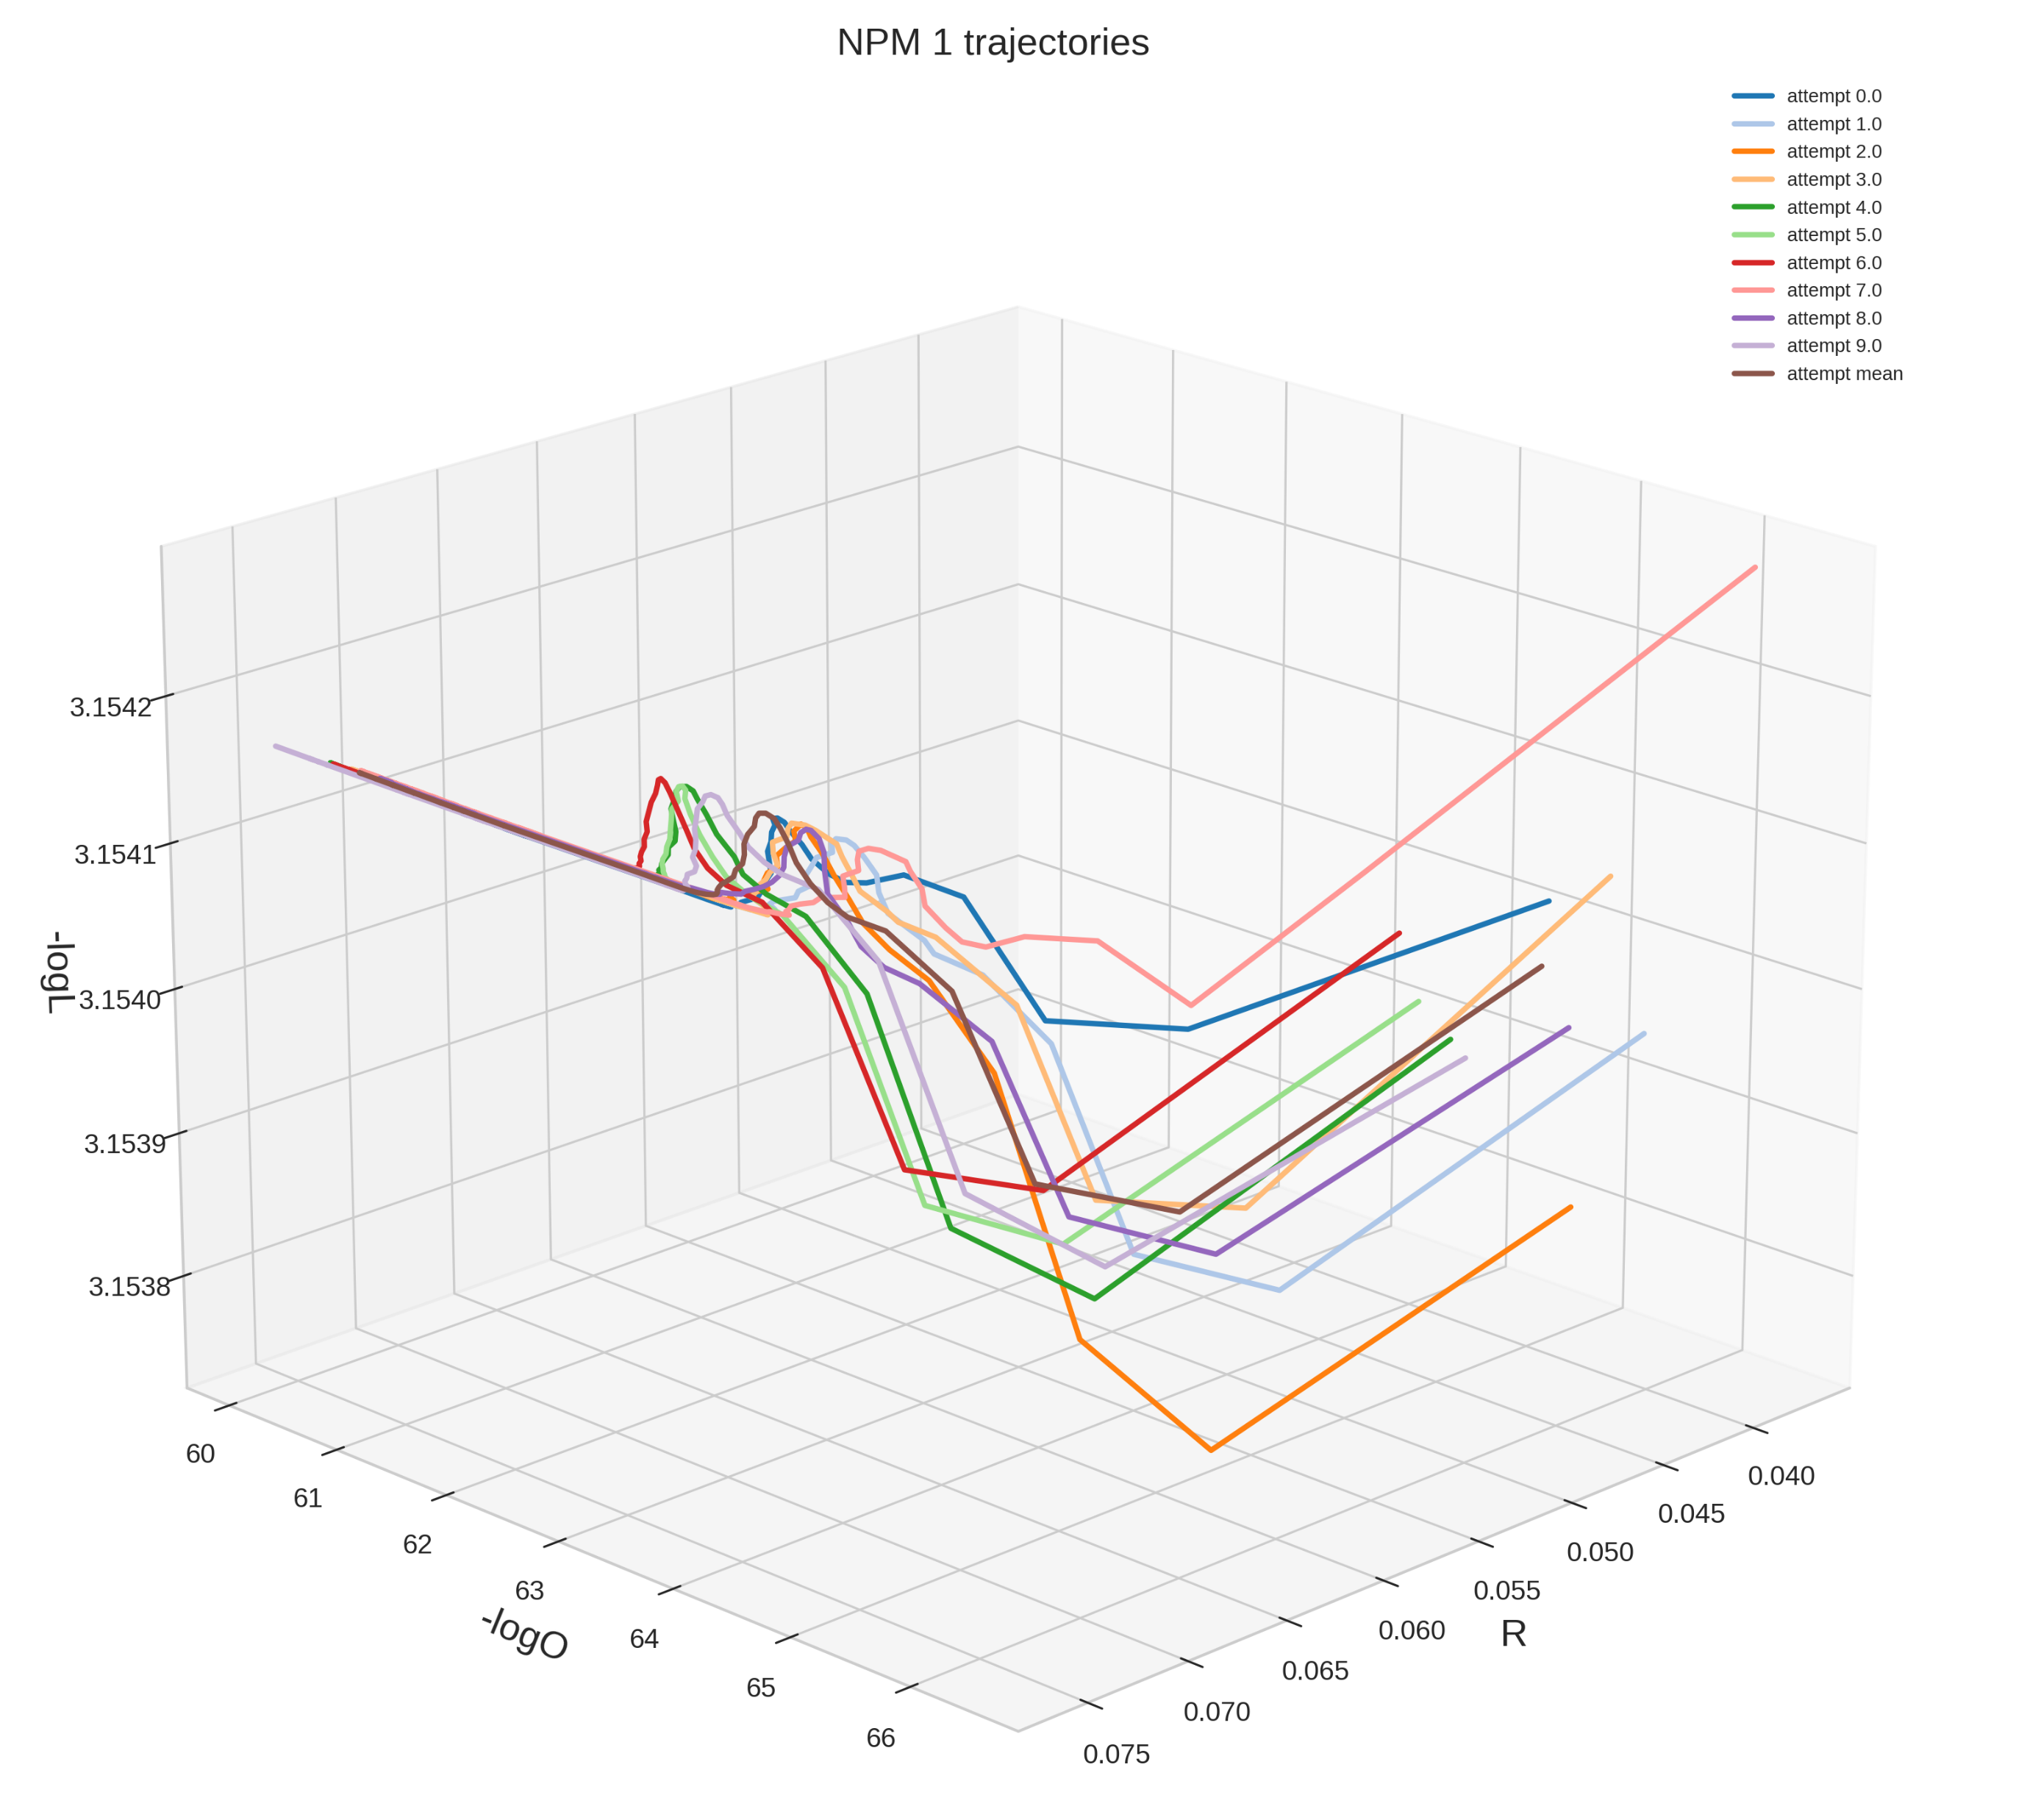 NPM 1 trajectories
attempt 0.0
attempt 1.0
attempt 2.0
attempt 3.0
attempt 4.0
attempt 5.0
attempt 6.0
attempt 7.0
attempt 8.0
attempt 9.0
attempt mean
3.1542
3.1541
3.1540
3.1539
3.1538
-logL
60
61
62
63
64
65
66
-logO
0.040
0.045
0.050
0.055
0.060
0.065
0.070
0.075
R